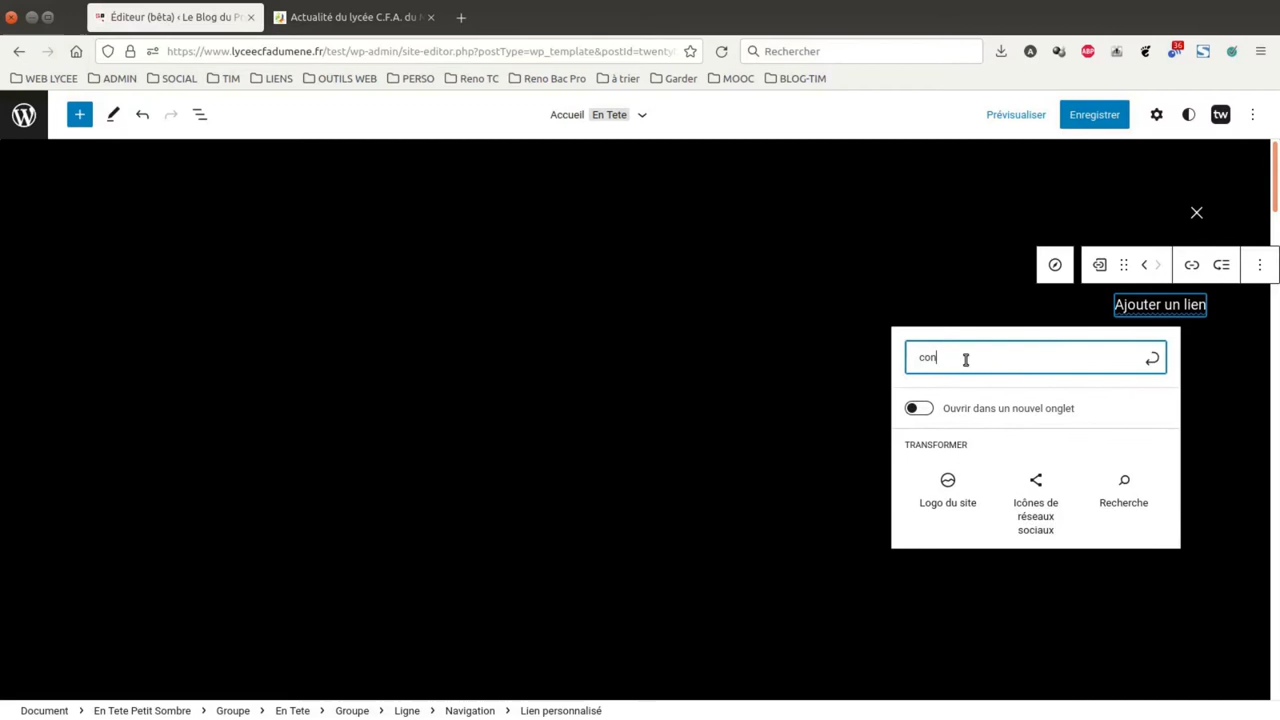 Éditeur (bêta) ‹ Le Blog du Pr
Actualité du lycée C.F.A. du M
https://www.lyceecfadumene.fr/test/wp-admin/site-editor.php?postType=wp_template&postId=twenty
Rechercher
36
ABP
WEB LYCEE
ADMIN
SOCIAL
TIM
LIENS
OUTILS WEB
PERSO
Reno TC
Reno Bac Pro
à trier
Garder
MOOC
BLOG-TIM
Accueil En Tete
Prévisualiser
Enregistrer
tw
Ajouter un lien
con
Ouvrir dans un nouvel onglet
TRANSFORMER
Logo du site
Icônes de
réseaux
sociaux
Recherche
Document
En Tete Petit Sombre
Groupe
En Tete
Groupe
Ligne
Navigation
Lien personnalisé